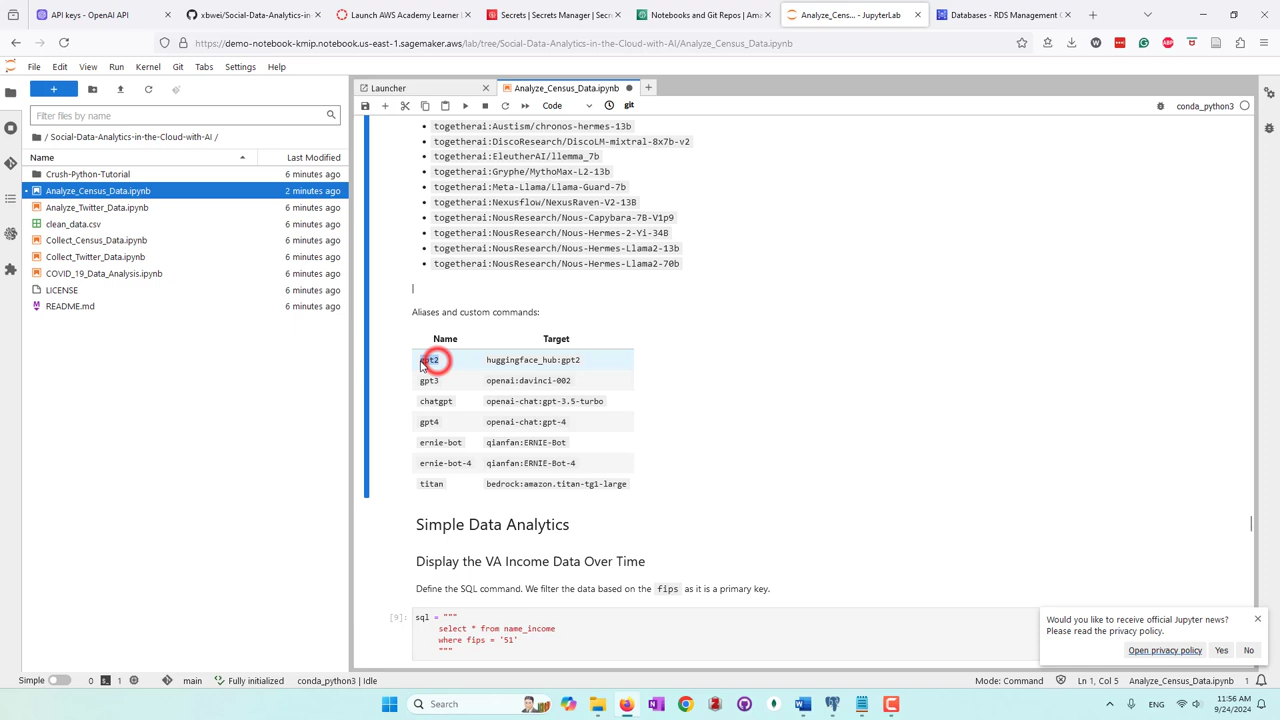 API keys - OpenAI API
xbwei/Social-Data-Analytics-in-
Launch AWS Academy Learner
Secrets | Secrets Manager | Se
Notebooks and Git Repos | Ama
Analyze_Cens... - JupyterLab
Databases - RDS Management C
https://demo-notebook-kmip.notebook.us-east-1.sagemaker.aws/lab/tree/Social-Data-Analytics-in-the-Cloud-with-AI/Analyze_Census_Data.ipynb
File Edit View Run Kernel Git Tabs Settings Help
Launcher
Analyze_Census_Data.ipynb
Code
git
conda_python3
Filter files by name
/ Social-Data-Analytics-in-the-Cloud-with-AI /
Name Last Modified
Crush-Python-Tutorial 6 minutes ago
Analyze_Census_Data.ipynb 2 minutes ago
Analyze_Twitter_Data.ipynb 6 minutes ago
clean_data.csv 6 minutes ago
Collect_Census_Data.ipynb 6 minutes ago
Collect_Twitter_Data.ipynb 6 minutes ago
COVID_19_Data_Analysis.ipynb 6 minutes ago
LICENSE 6 minutes ago
README.md 6 minutes ago
togetherai:Austism/chronos-hermes-13b
togetherai:DiscoResearch/DiscoLM-mixtral-8x7b-v2
togetherai:EleutherAI/llemma_7b
togetherai:Gryphe/MythoMax-L2-13b
togetherai:Meta-Llama/Llama-Guard-7b
togetherai:Nexusflow/NexusRaven-V2-13B
togetherai:NousResearch/Nous-Capybara-7B-V1p9
togetherai:NousResearch/Nous-Hermes-2-Yi-34B
togetherai:NousResearch/Nous-Hermes-Llama2-13b
togetherai:NousResearch/Nous-Hermes-Llama2-70b
Aliases and custom commands:
Name Target
gpt2 huggingface_hub:gpt2
gpt3 openai:davinci-002
chatgpt openai-chat:gpt-3.5-turbo
gpt4 openai-chat:gpt-4
ernie-bot qianfan:ERNIE-Bot
ernie-bot-4 qianfan:ERNIE-Bot-4
titan bedrock:amazon.titan-tg1-large
Simple Data Analytics
Display the VA Income Data Over Time
Define the SQL command. We filter the data based on the fips as it is a primary key.
[9]: sql = """
select * from name_income
where fips = '51'
"""
Would you like to receive official Jupyter news?
Please read the privacy policy.
Open privacy policy Yes No
Simple 0 1 main Fully initialized conda_python3 | Idle
Mode: Command Ln 1, Col 5 Analyze_Census_Data.ipynb 1
Search
ENG
11:56 AM
9/24/2024